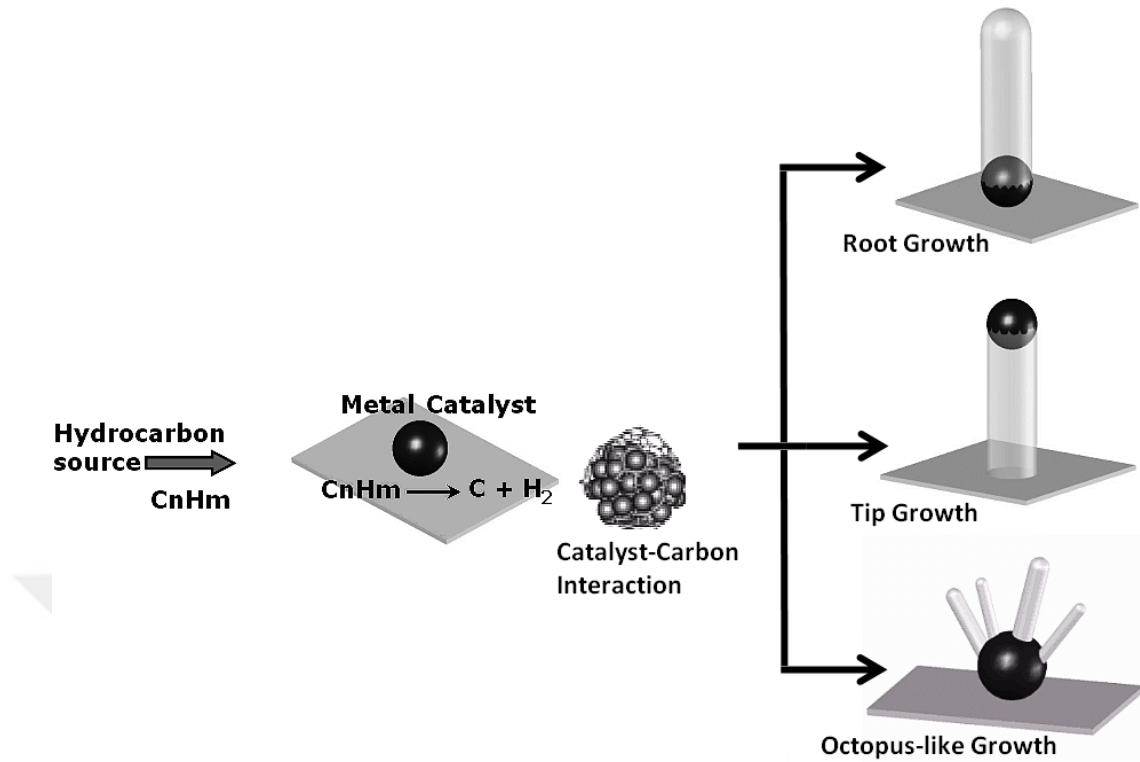 Hydrocarbon
source
CnHm
Metal Catalyst
CnHm → C + H₂
Catalyst-Carbon
Interaction
Root Growth
Tip Growth
Octopus-like Growth